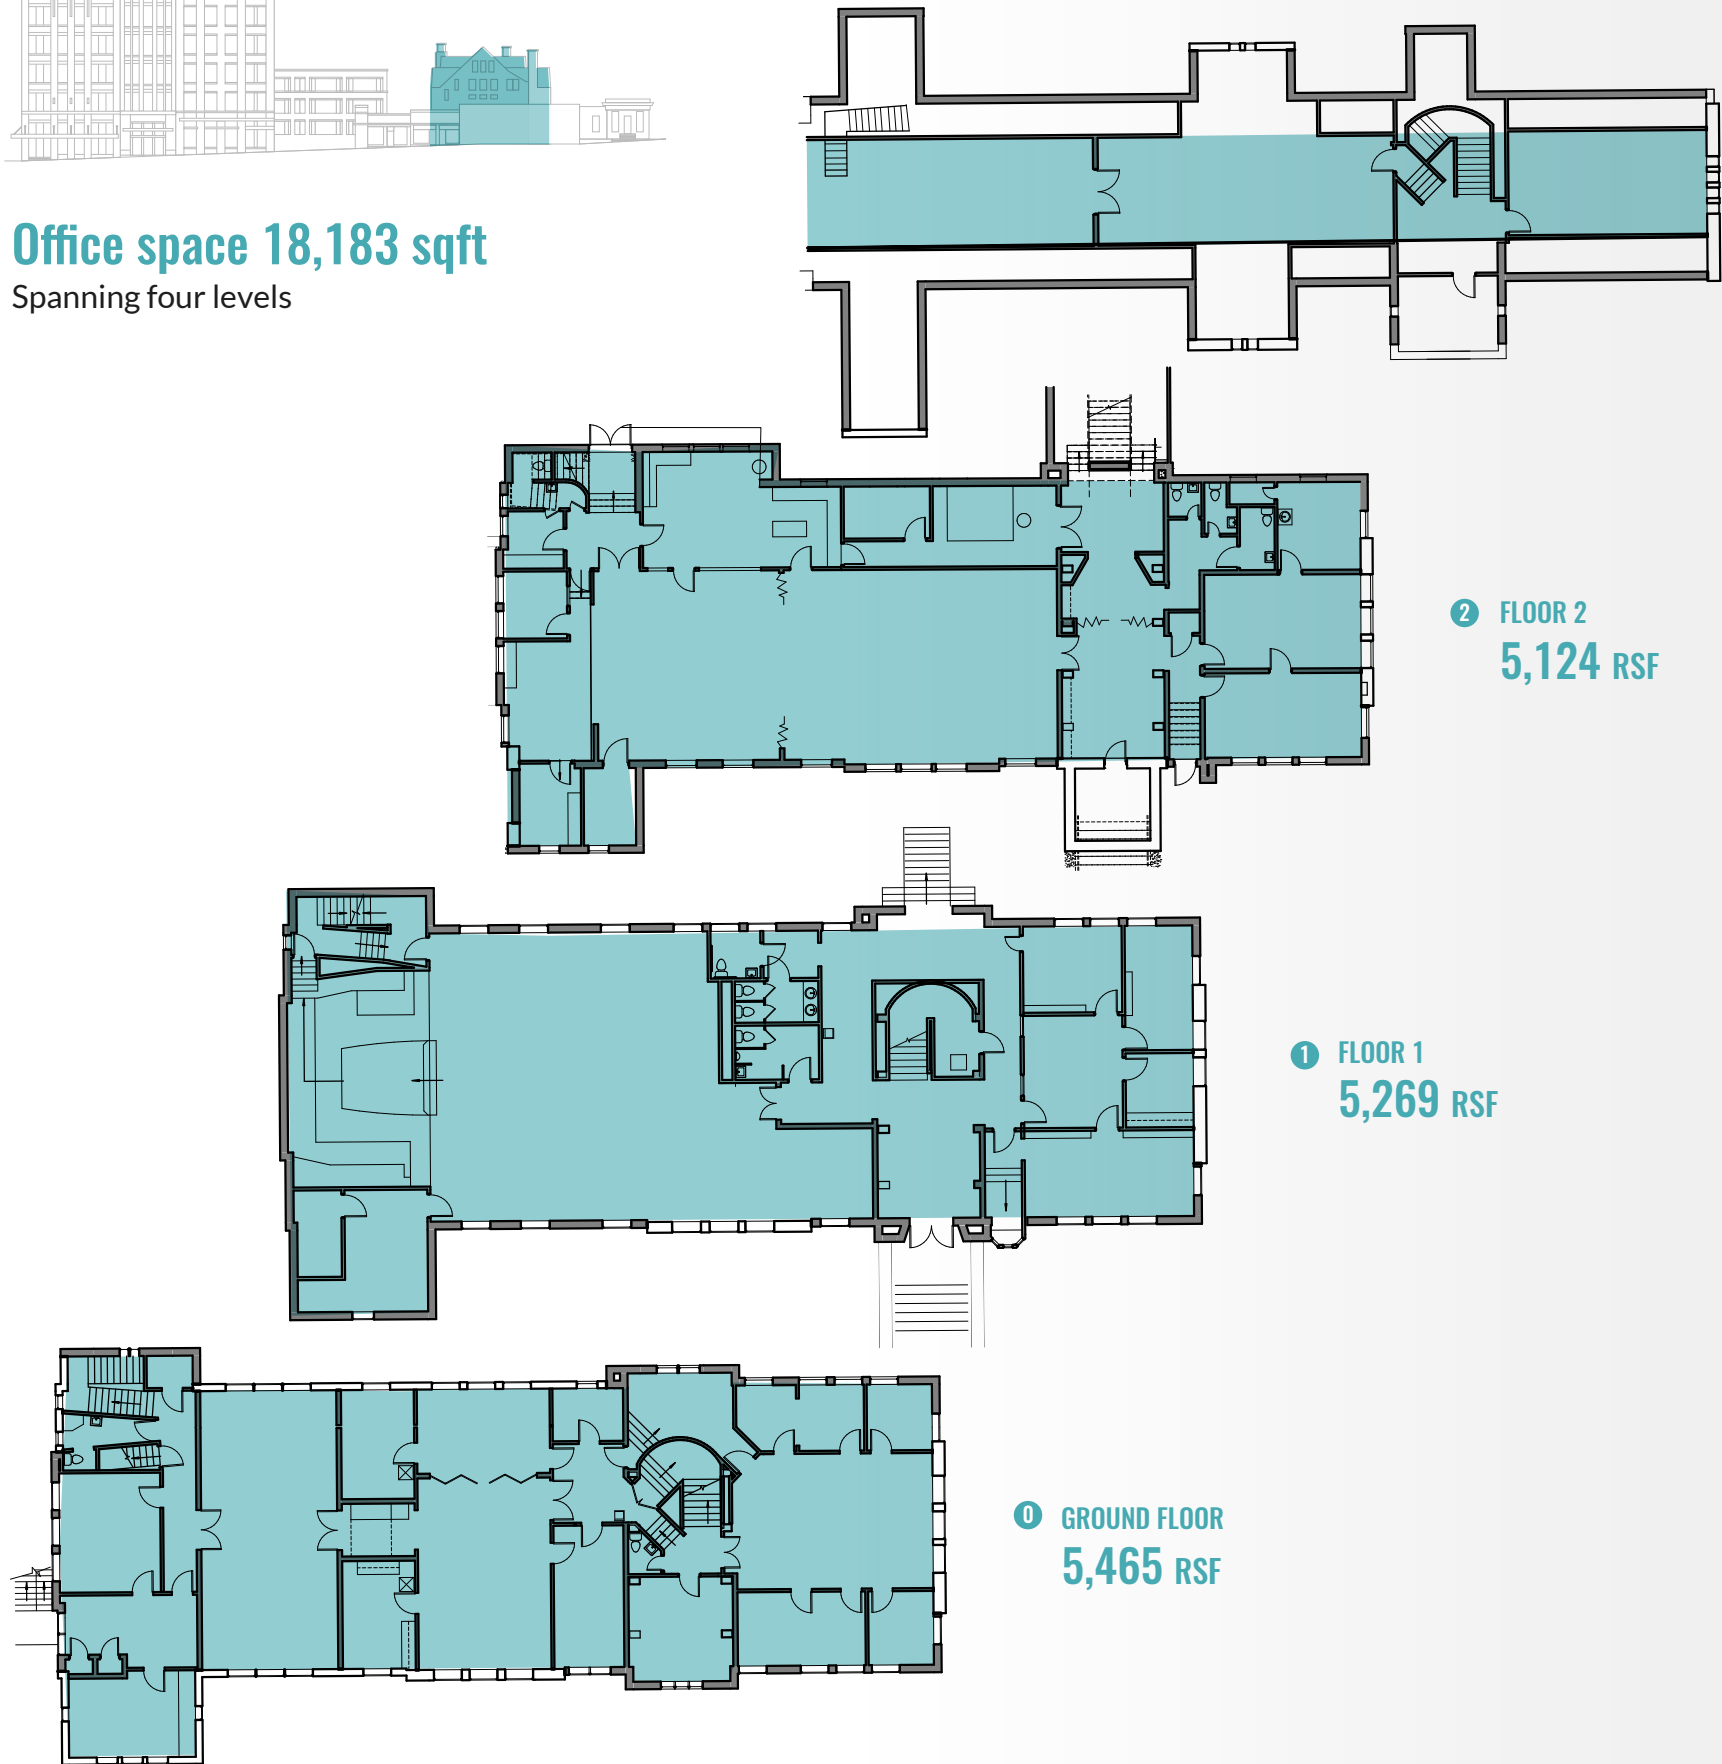 Office space 18,183 sqft
Spanning four levels
2 FLOOR 2
5,124 RSF
1 FLOOR 1
5,269 RSF
0 GROUND FLOOR
5,465 RSF